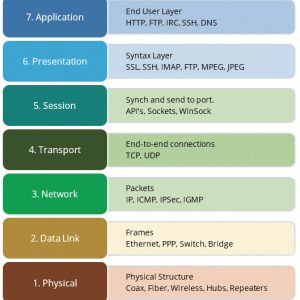 7. Application
End User Layer
HTTP, FTP, IRC, SSH, DNS
6. Presentation
Syntax Layer
SSL, SSH, IMAP, FTP, MPEG, JPEG
5. Session
Synch and send to port.
API's, Sockets, WinSock
4. Transport
End-to-end connections
TCP, UDP
3. Network
Packets
IP, ICMP, IPSec, IGMP
2. Data Link
Frames
Ethernet, PPP, Switch, Bridge
1. Physical
Physical Structure
Coax, Fiber, Wireless, Hubs, Repeaters